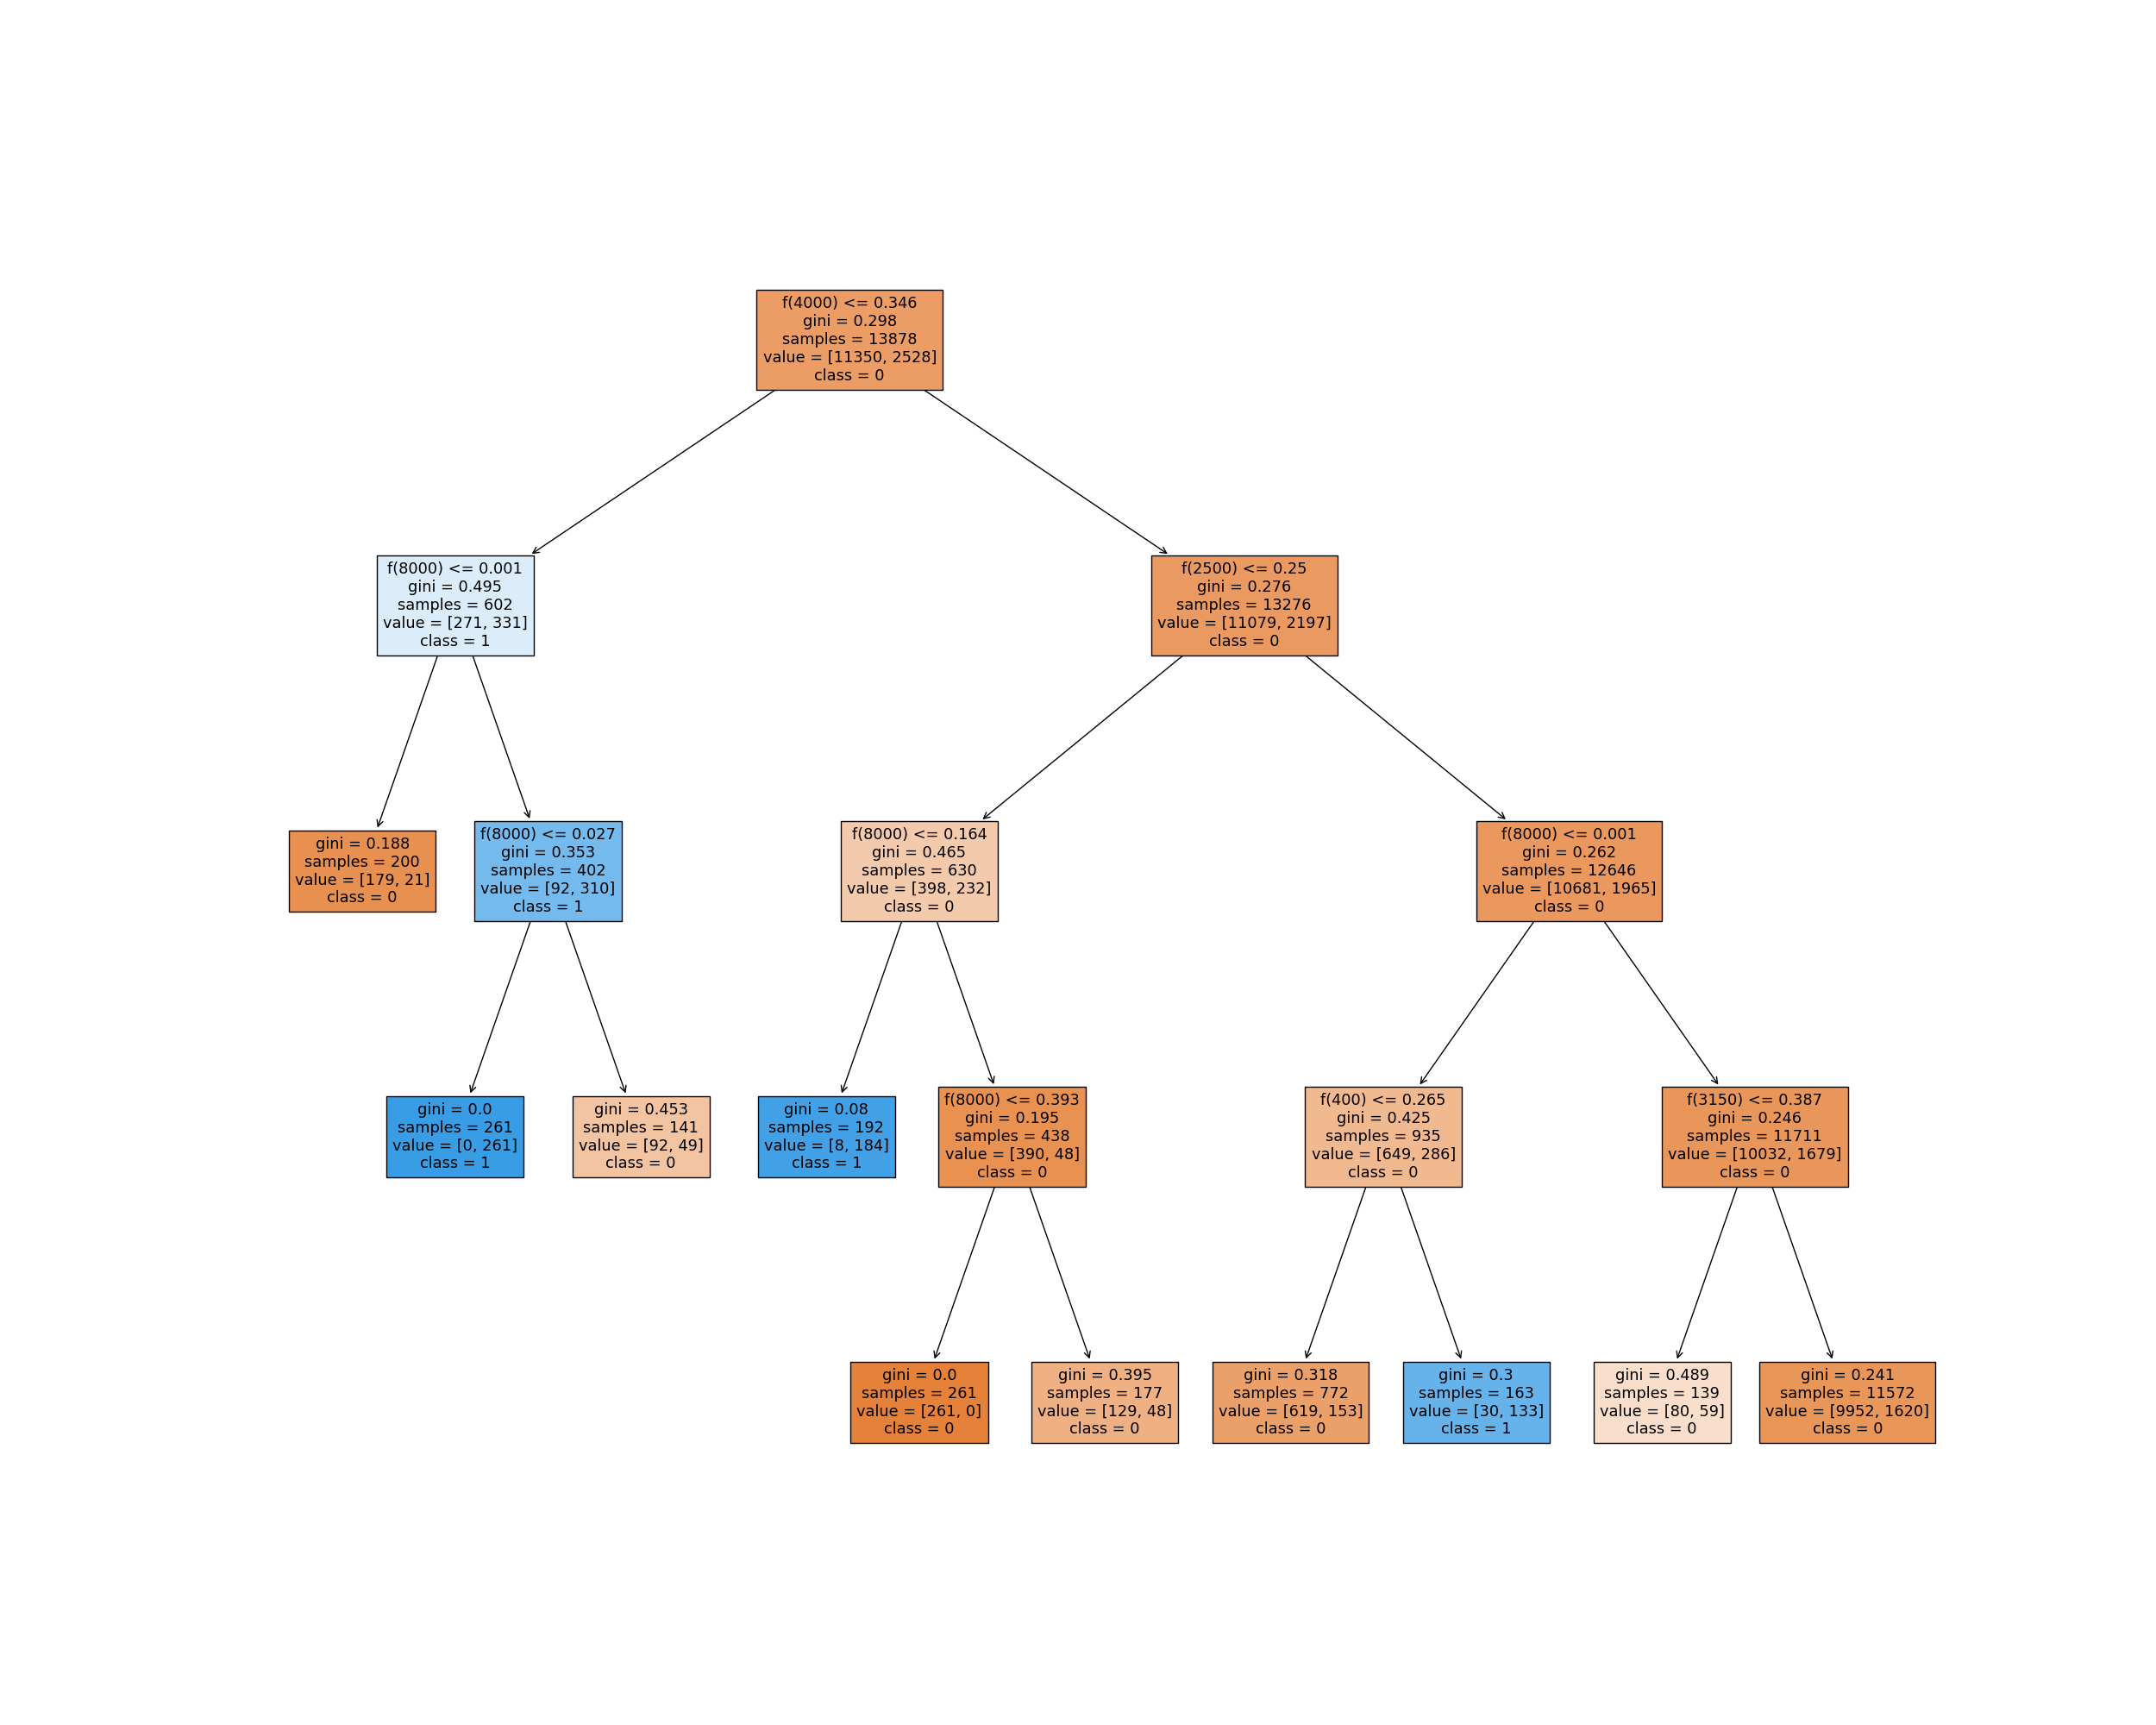 f(4000) <= 0.346
gini = 0.298
samples = 13878
value = [11350, 2528]
class = 0
f(8000) <= 0.001
gini = 0.495
samples = 602
value = [271, 331]
class = 1
f(2500) <= 0.25
gini = 0.276
samples = 13276
value = [11079, 2197]
class = 0
gini = 0.188
samples = 200
value = [179, 21]
class = 0
f(8000) <= 0.027
gini = 0.353
samples = 402
value = [92, 310]
class = 1
f(8000) <= 0.164
gini = 0.465
samples = 630
value = [398, 232]
class = 0
f(8000) <= 0.001
gini = 0.262
samples = 12646
value = [10681, 1965]
class = 0
gini = 0.0
samples = 261
value = [0, 261]
class = 1
gini = 0.453
samples = 141
value = [92, 49]
class = 0
gini = 0.08
samples = 192
value = [8, 184]
class = 1
f(8000) <= 0.393
gini = 0.195
samples = 438
value = [390, 48]
class = 0
f(400) <= 0.265
gini = 0.425
samples = 935
value = [649, 286]
class = 0
f(3150) <= 0.387
gini = 0.246
samples = 11711
value = [10032, 1679]
class = 0
gini = 0.0
samples = 261
value = [261, 0]
class = 0
gini = 0.395
samples = 177
value = [129, 48]
class = 0
gini = 0.318
samples = 772
value = [619, 153]
class = 0
gini = 0.3
samples = 163
value = [30, 133]
class = 1
gini = 0.489
samples = 139
value = [80, 59]
class = 0
gini = 0.241
samples = 11572
value = [9952, 1620]
class = 0